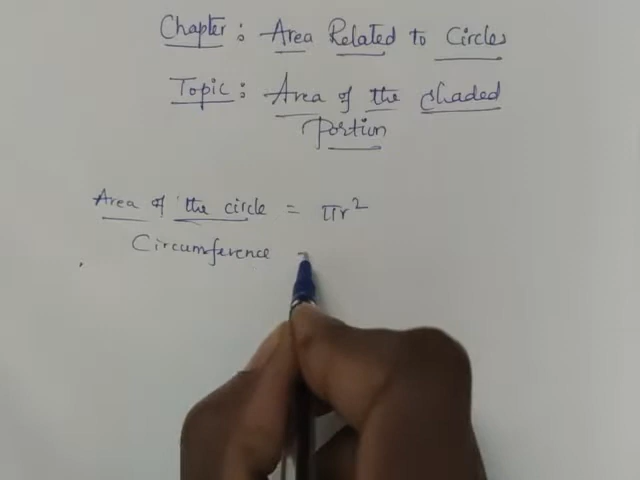 Chapter: Area Related to Circles
Topic: Area of the shaded
Portion
Area of the circle = πr²
Circumference